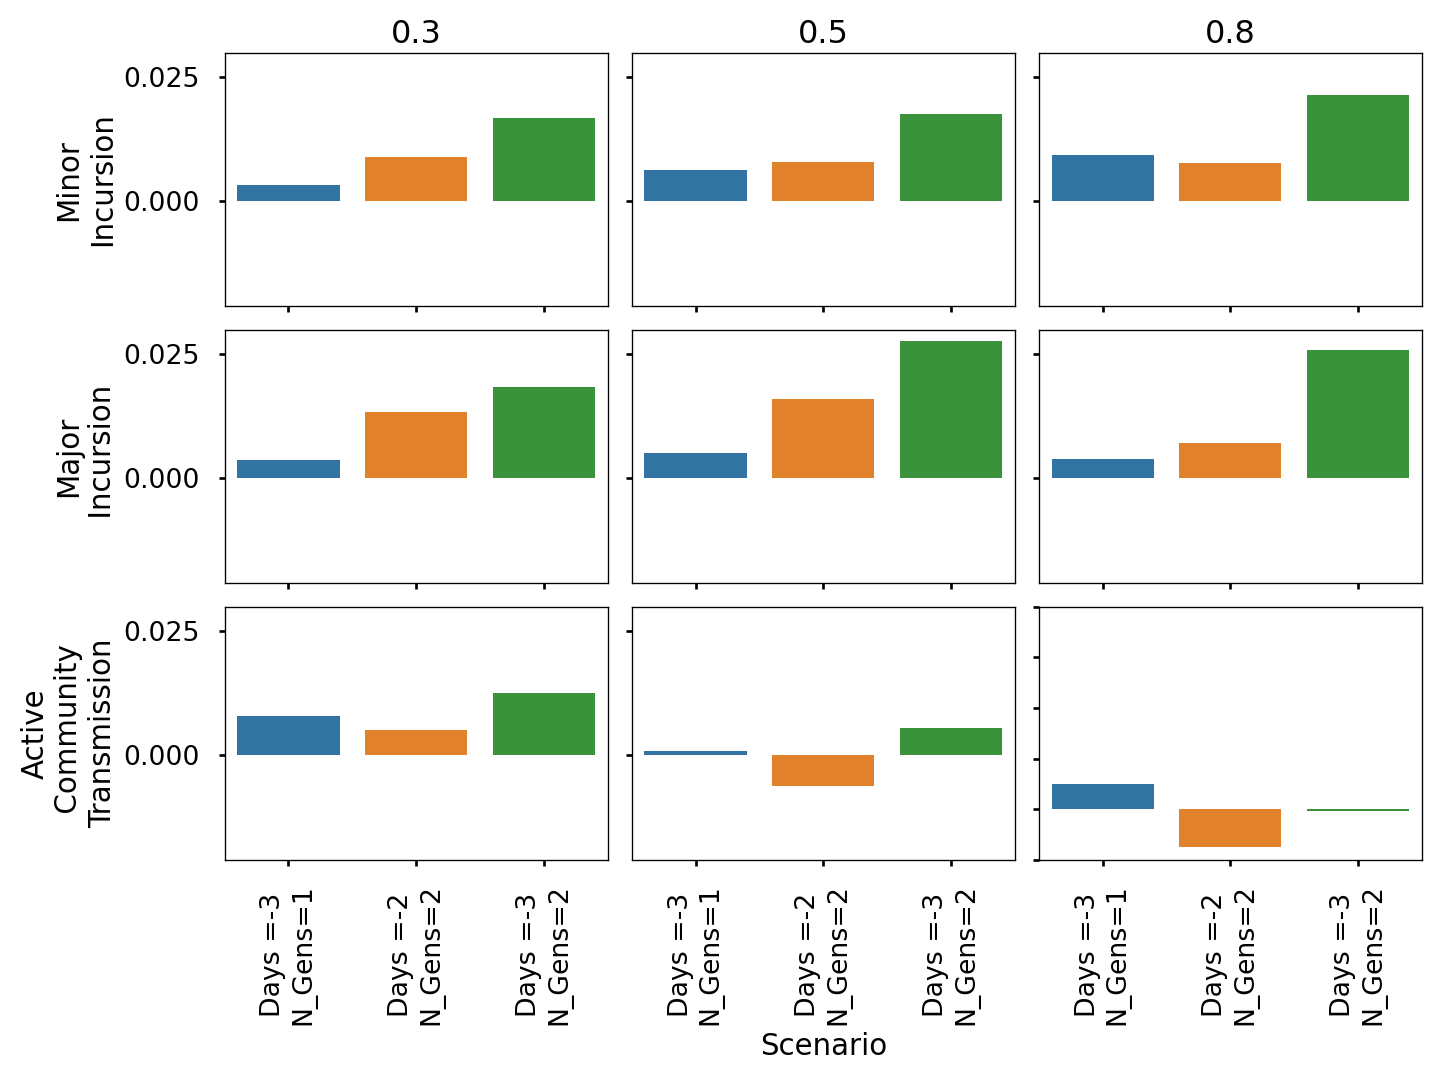 0.3
0.5
0.8
Minor
Incursion
0.025
0.000
Major
Incursion
0.025
0.000
Active
Community
Transmission
0.025
0.000
Days =-3
N_Gens=1
Days =-2
N_Gens=2
Days =-3
N_Gens=2
Days =-3
N_Gens=1
Days =-2
N_Gens=2
Days =-3
N_Gens=2
Days =-3
N_Gens=1
Days =-2
N_Gens=2
Days =-3
N_Gens=2
Scenario